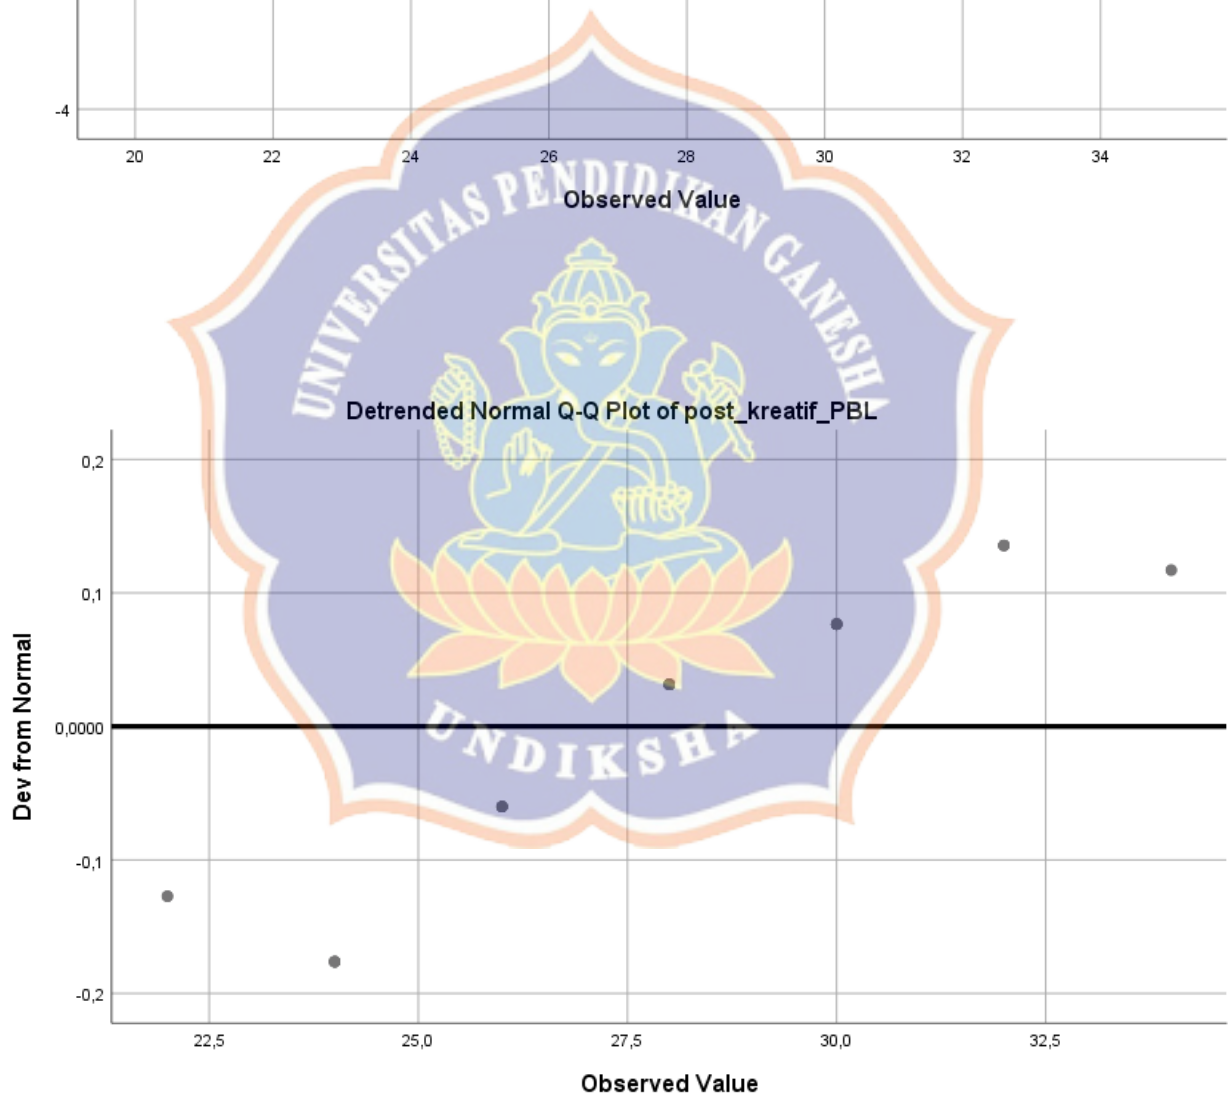 -4
20 22 24 26 28 30 32 34
Observed Value
UNIVERSITAS PENDIDIKAN GANESHA
Detrended Normal Q-Q Plot of post_kreatif_PBL
0,2
0,1
0,0000
-0,1
-0,2
Dev from Normal
UNDIKSHA
22,5 25,0 27,5 30,0 32,5
Observed Value